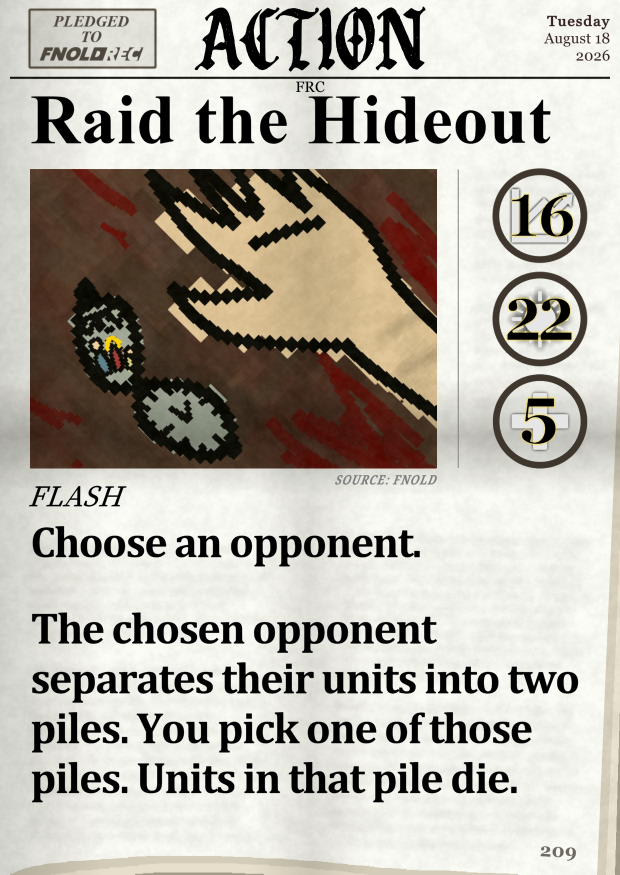 PLEDGED
TO
FNOLDREC
ACTION
Tuesday
August 18
2026
FRC
Raid the Hideout
16
22
5
SOURCE: FNOLD
FLASH
Choose an opponent.
The chosen opponent
separates their units into two
piles. You pick one of those
piles. Units in that pile die.
209